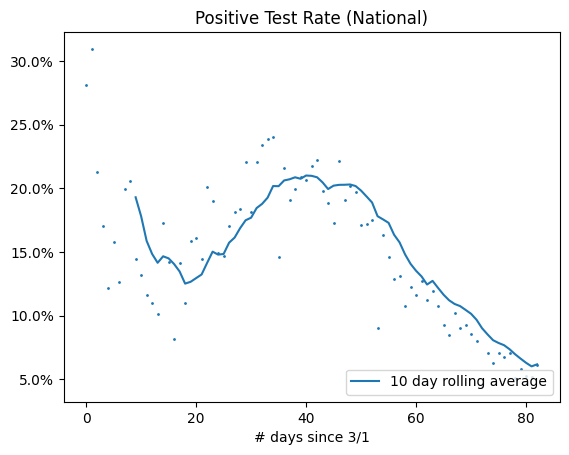 Positive Test Rate (National)
30.0%
25.0%
20.0%
15.0%
10.0%
5.0%
10 day rolling average
0 20 40 60 80
# days since 3/1